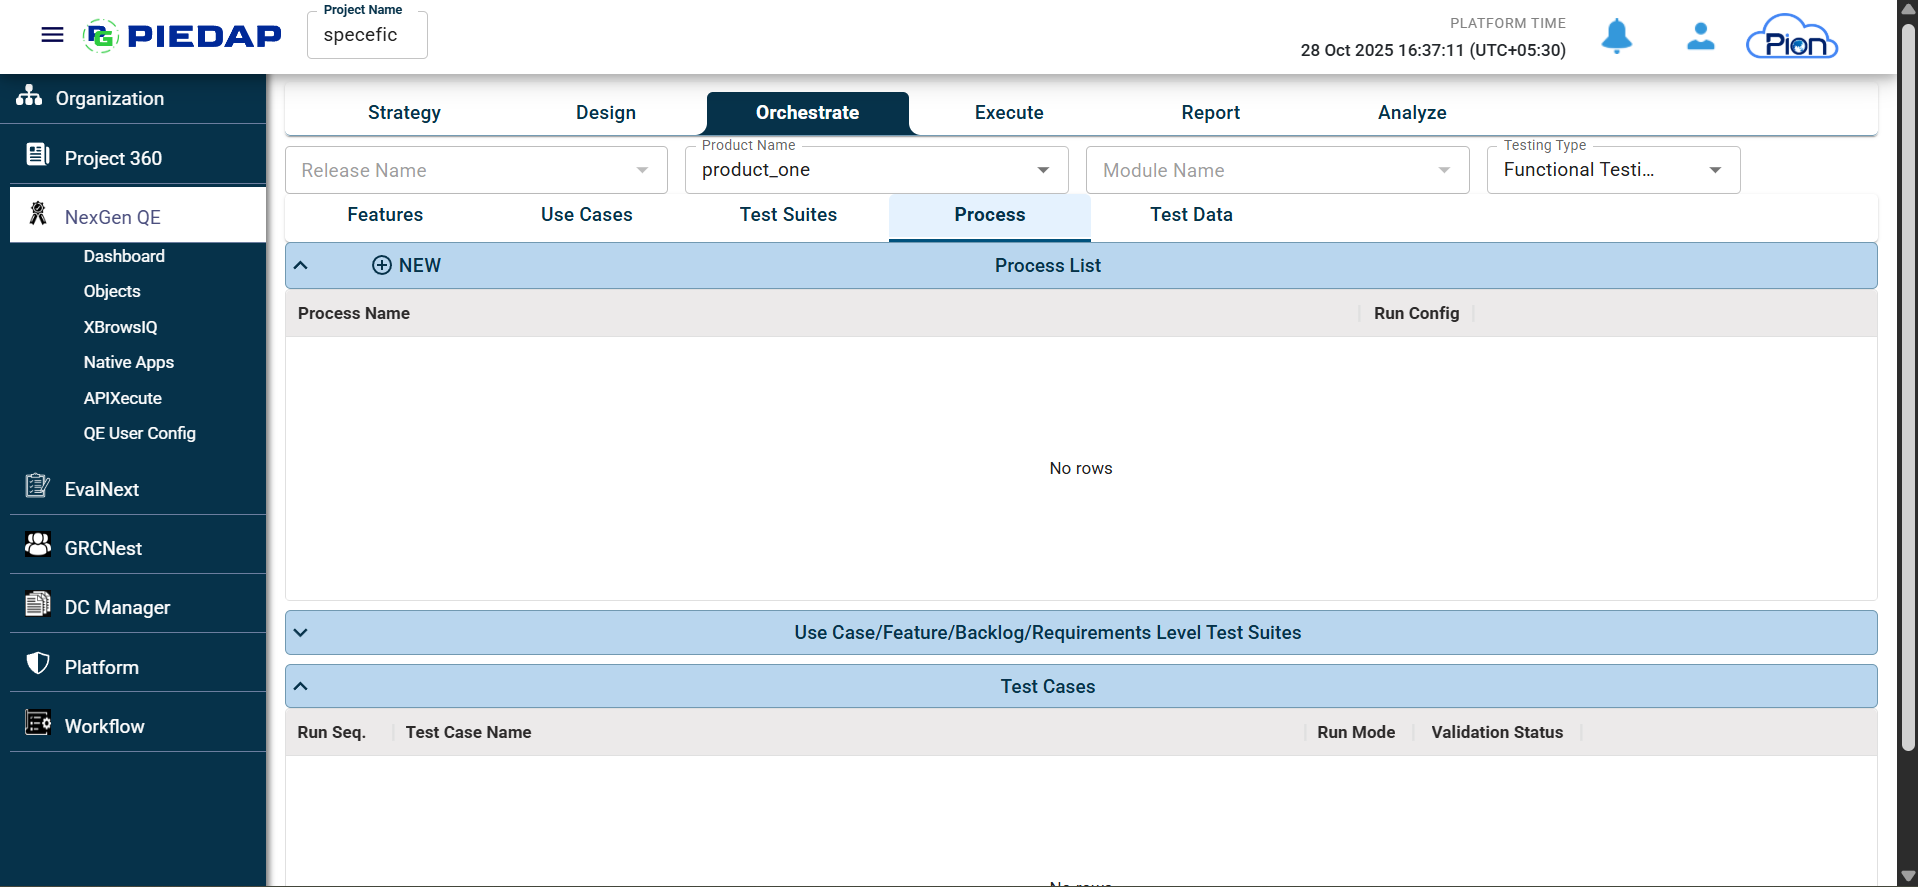 PIEDAP
Project Name
specefic
PLATFORM TIME
28 Oct 2025 16:37:11 (UTC+05:30)
Pion
Organization
Project 360
NexGen QE
Dashboard
Objects
XBrowsIQ
Native Apps
APIXecute
QE User Config
EvalNext
GRCNest
DC Manager
Platform
Workflow
Strategy Design Orchestrate Execute Report Analyze
Release Name
Product Name
product_one
Module Name
Testing Type
Functional Testi...
Features Use Cases Test Suites Process Test Data
NEW Process List
Process Name Run Config
No rows
Use Case/Feature/Backlog/Requirements Level Test Suites
Test Cases
Run Seq. Test Case Name Run Mode Validation Status